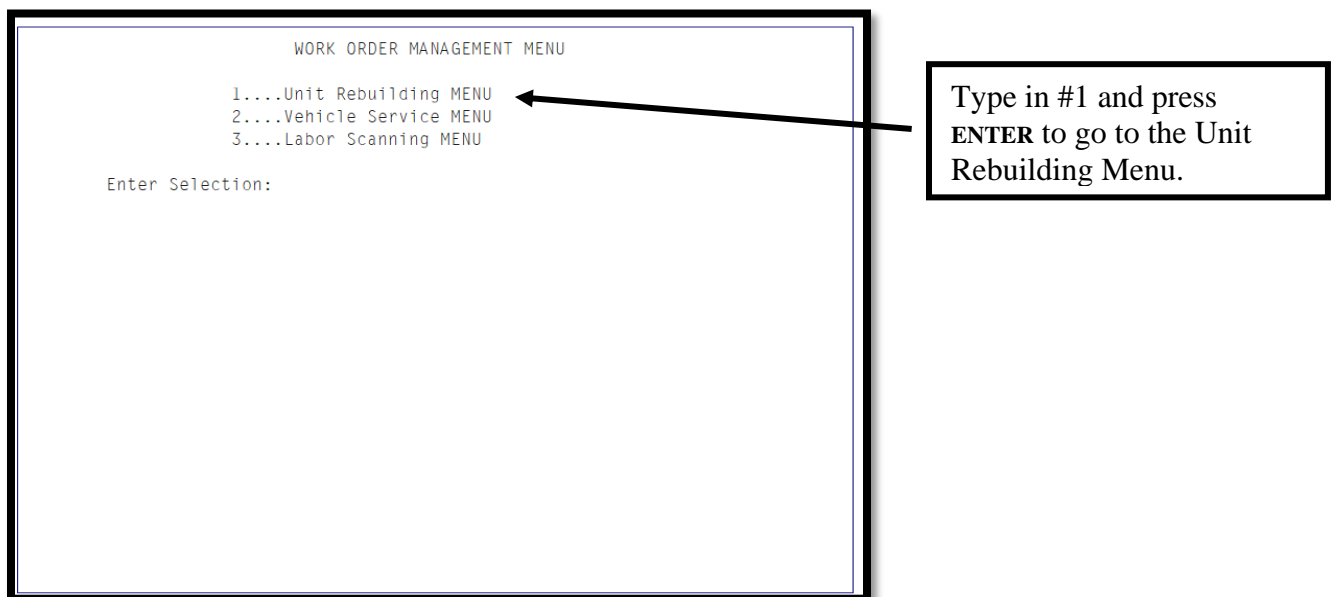 WORK ORDER MANAGEMENT MENU
1....Unit Rebuilding MENU
2....Vehicle Service MENU
3....Labor Scanning MENU
Enter Selection:
Type in #1 and press
ENTER to go to the Unit
Rebuilding Menu.